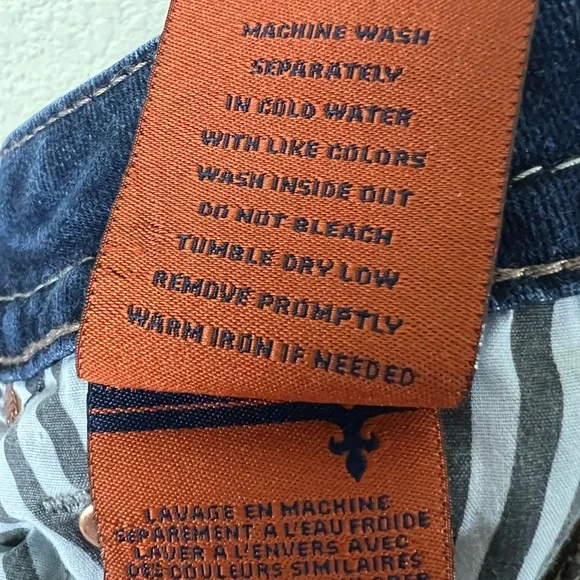 MACHINE WASH
SEPARATELY
IN COLD WATER
WITH LIKE COLORS
WASH INSIDE OUT
DO NOT BLEACH
TUMBLE DRY LOW
REMOVE PROMPTLY
WARM IRON IF NEEDED
LAVAGE EN MACHINE
SEPAREMENT A L'EAU FROIDE
LAVER A L'ENVERS AVEC
DES COULEURS SIMILAIRES